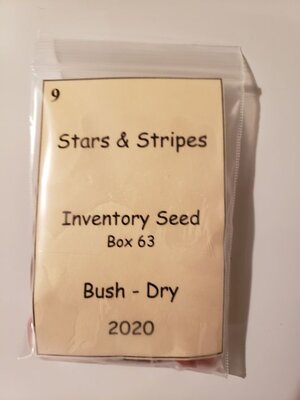 9
Stars & Stripes
Inventory Seed
Box 63
Bush - Dry
2020